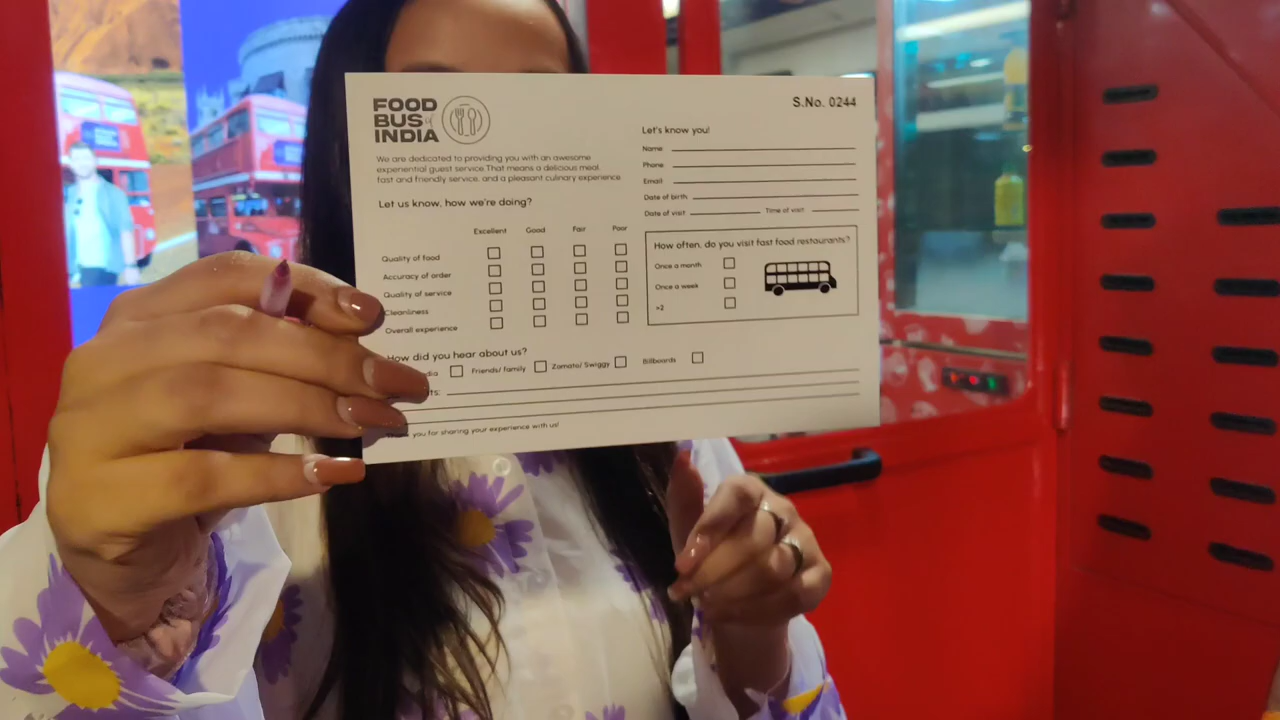 FOOD
BUS of
INDIA
S.No. 0244
We are dedicated to providing you with an awesome
experiential guest service.That means a delicious meal,
fast and friendly service, and a pleasant culinary experience.
Let us know, how we're doing?
Excellent Good Fair Poor
Quality of food
Accuracy of order
Quality of service
Cleanliness
Overall experience
How did you hear about us?
Friends/ family Zomato/ Swiggy Billboards
you for sharing your experience with us!
Let's know you!
Name
Phone
Email
Date of birth
Date of visit Time of visit
How often, do you visit fast food restaurants?
Once a month
Once a week
>2